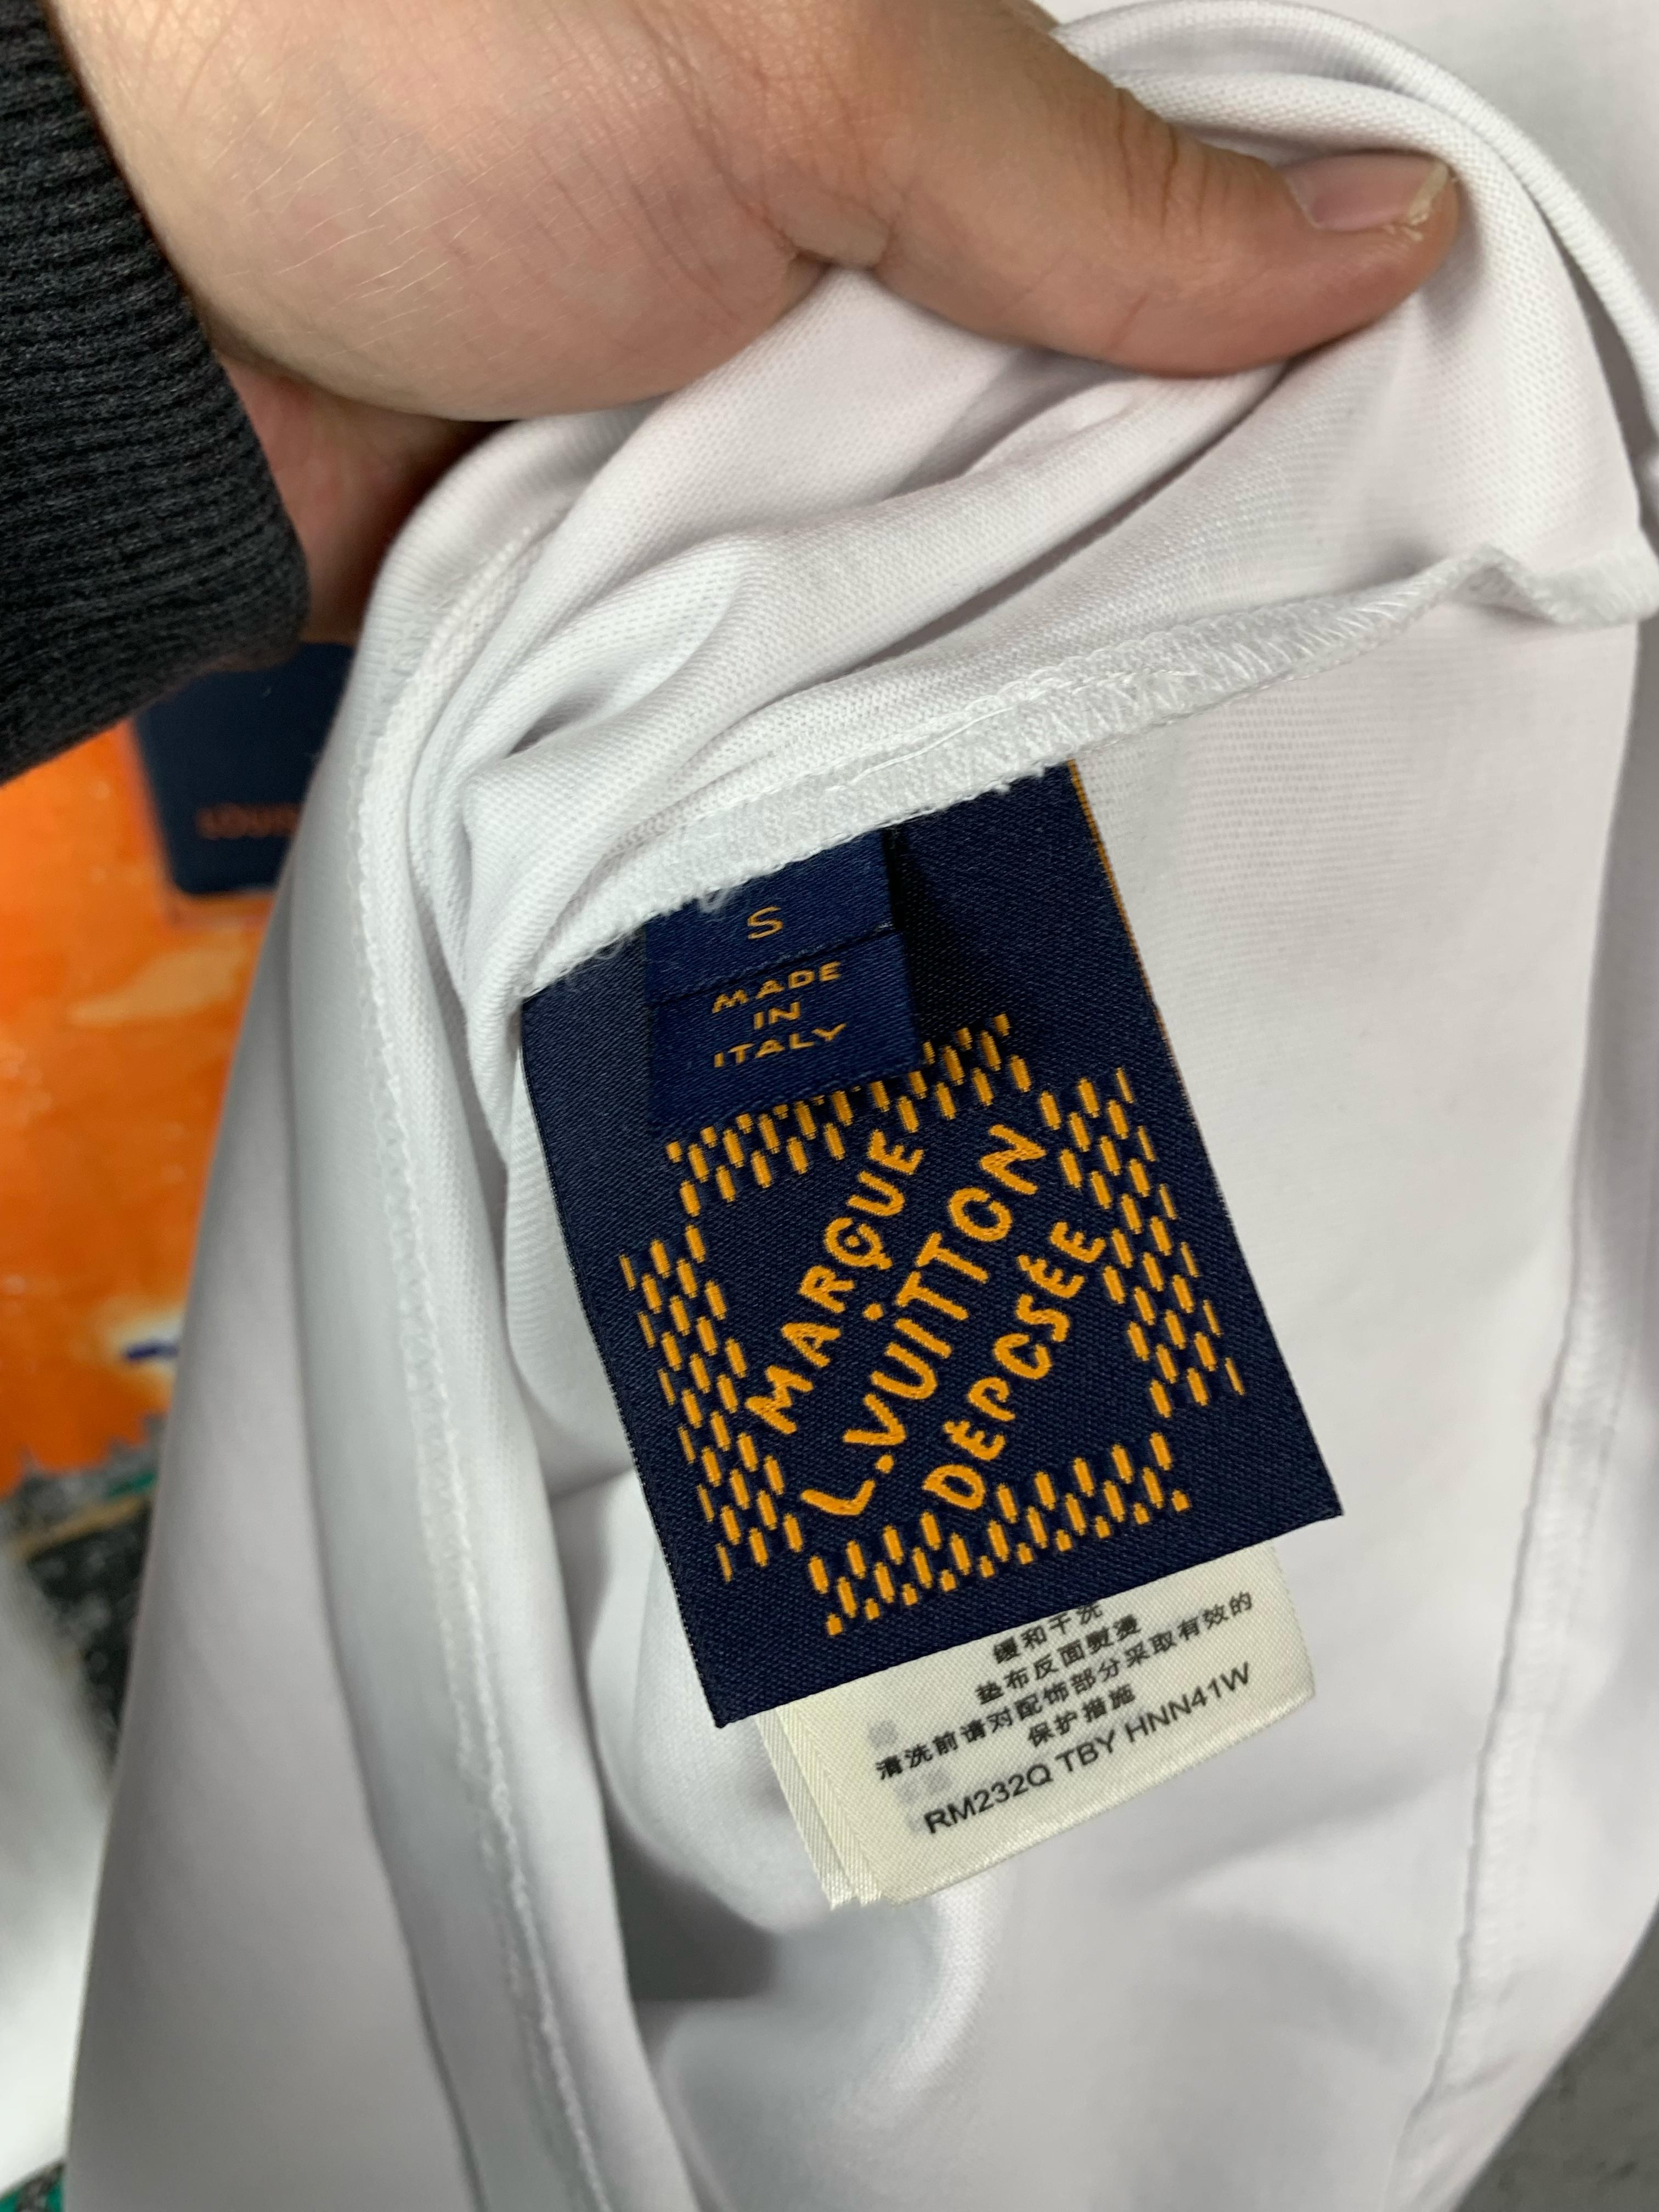 LOUI
S
MADE
IN
ITALY
MARQUE
L.VUITTON
DÉPOSÉE
缓和干洗
垫布反面熨烫
清洗前请对配饰部分采取有效的
保护措施
RM232Q TBY HNN41W